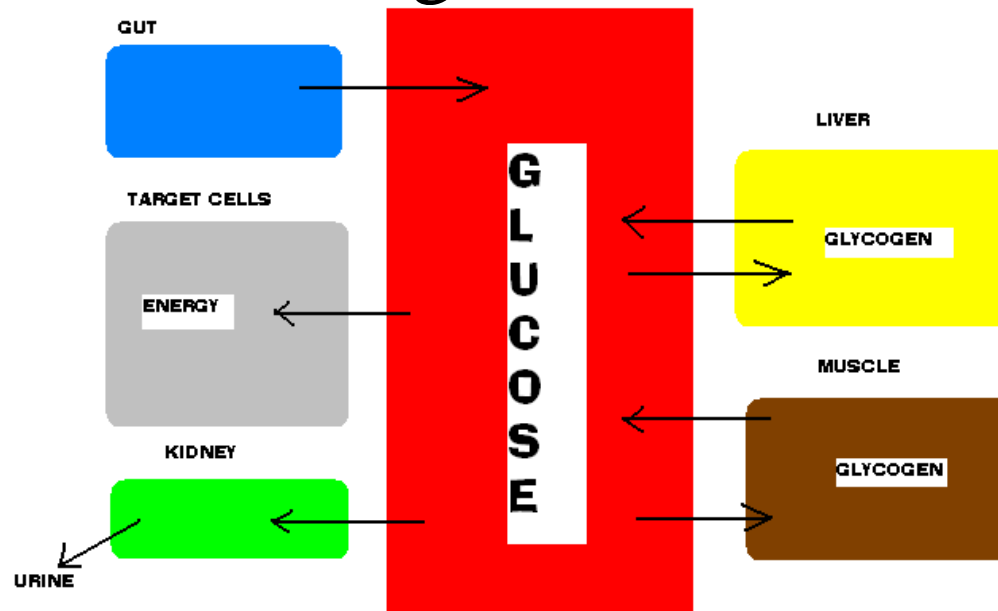 GUT
LIVER
TARGET CELLS
GLYCOGEN
ENERGY
MUSCLE
KIDNEY
GLYCOGEN
URINE
GLUCOSE